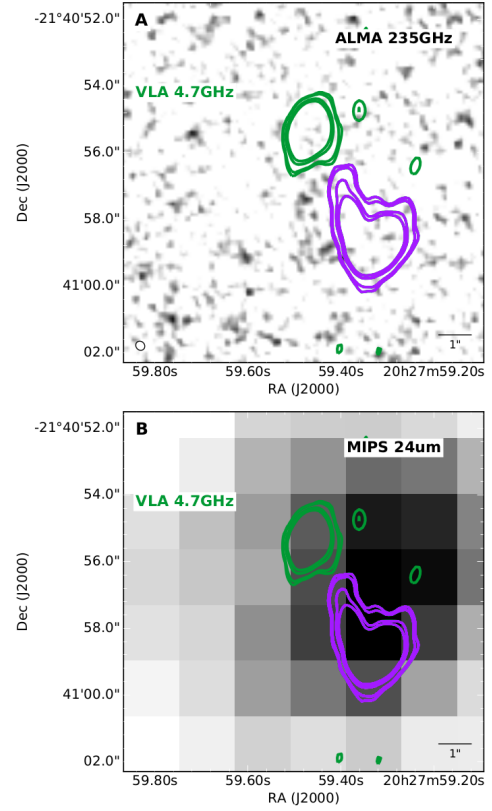 -21°40'52.0"
A
ALMA 235GHz
54.0"
VLA 4.7GHz
56.0"
Dec (J2000)
58.0"
41'00.0"
02.0"
1"
59.80s 59.60s 59.40s 20h27m59.20s
RA (J2000)
-21°40'52.0"
B
MIPS 24um
54.0"
VLA 4.7GHz
56.0"
Dec (J2000)
58.0"
41'00.0"
02.0"
1"
59.80s 59.60s 59.40s 20h27m59.20s
RA (J2000)